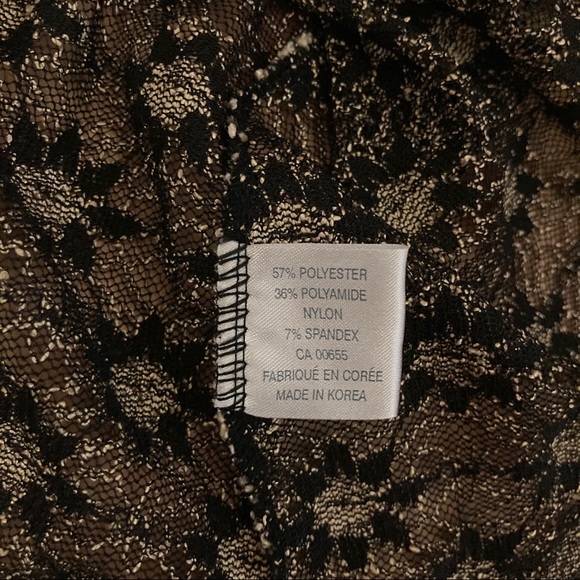 57% POLYESTER
36% POLYAMIDE
NYLON
7% SPANDEX
CA 00655
FABRIQUÉ EN CORÉE
MADE IN KOREA